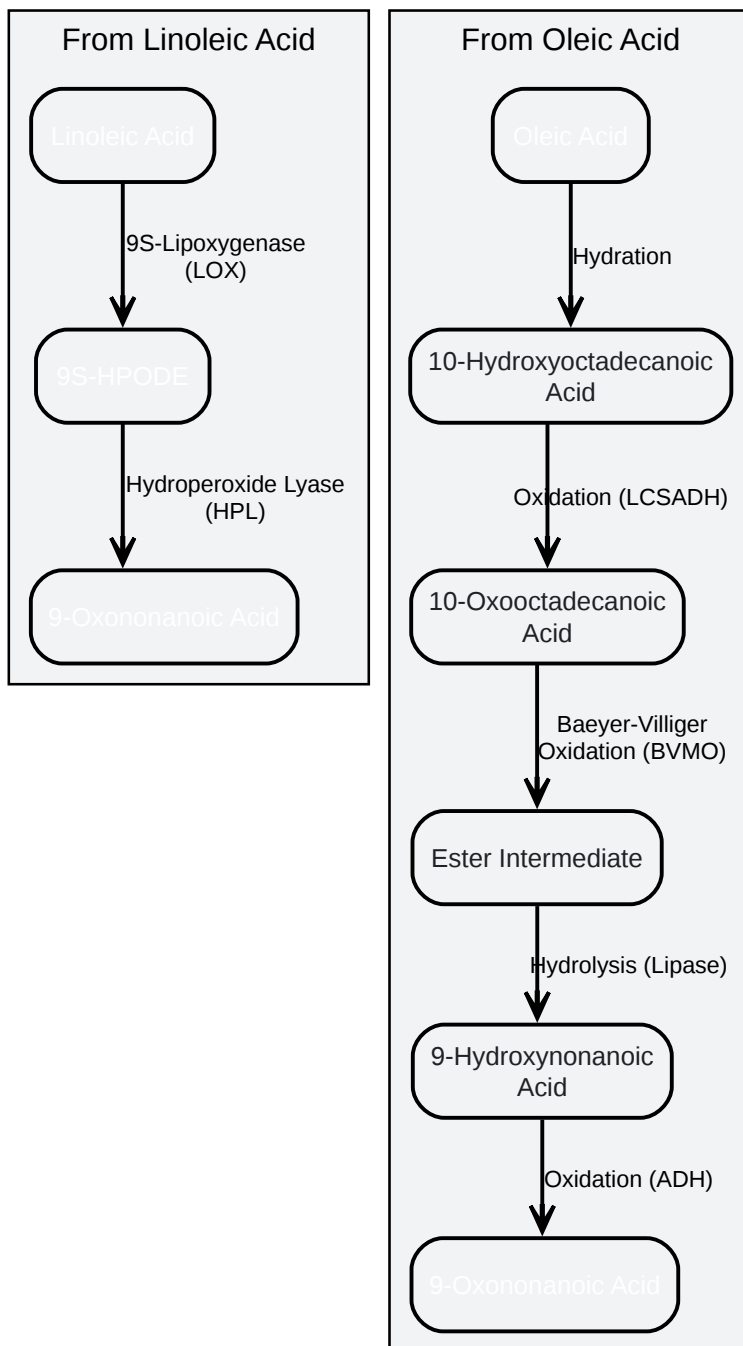 From Linoleic Acid
Linoleic Acid
9S-Lipoxygenase
(LOX)
9S-HPODE
Hydroperoxide Lyase
(HPL)
9-Oxononanoic Acid
From Oleic Acid
Oleic Acid
Hydration
10-Hydroxyoctadecanoic
Acid
Oxidation (LCSADH)
10-Oxooctadecanoic
Acid
Baeyer-Villiger
Oxidation (BVMO)
Ester Intermediate
Hydrolysis (Lipase)
9-Hydroxynonanoic
Acid
Oxidation (ADH)
9-Oxononanoic Acid